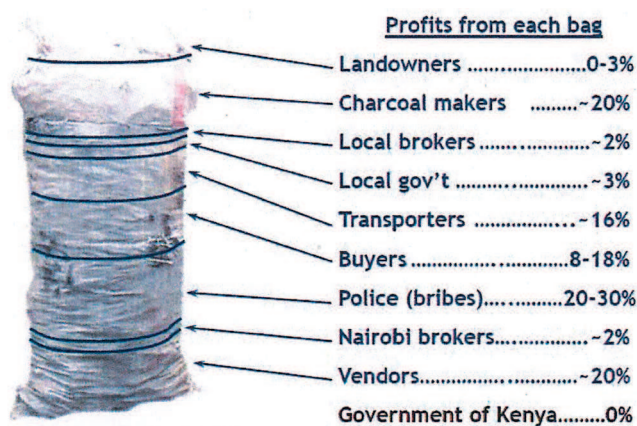 Profits from each bag
Landowners ..............0-3%
Charcoal makers .........~20%
Local brokers..............~2%
Local gov't ................~3%
Transporters ..............~16%
Buyers.......................8-18%
Police (bribes)..........20-30%
Nairobi brokers..........~2%
Vendors.....................~20%
Government of Kenya........0%